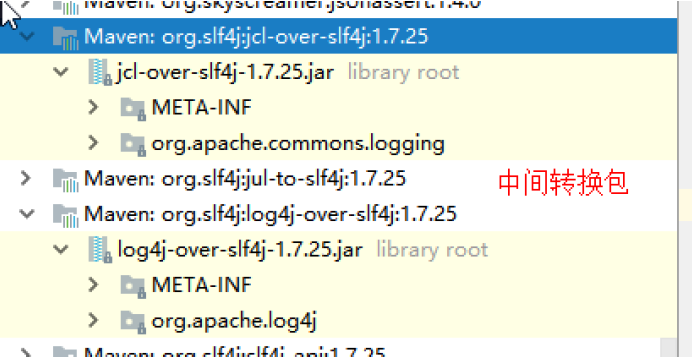 Maven: org.skyscreamer:jsonassert:1.4.0
Maven: org.slf4j:jcl-over-slf4j:1.7.25
jcl-over-slf4j-1.7.25.jar library root
META-INF
org.apache.commons.logging
Maven: org.slf4j:jul-to-slf4j:1.7.25
中间转换包
Maven: org.slf4j:log4j-over-slf4j:1.7.25
log4j-over-slf4j-1.7.25.jar library root
META-INF
org.apache.log4j
Maven: org.slf4j:slf4j-api:1.7.25